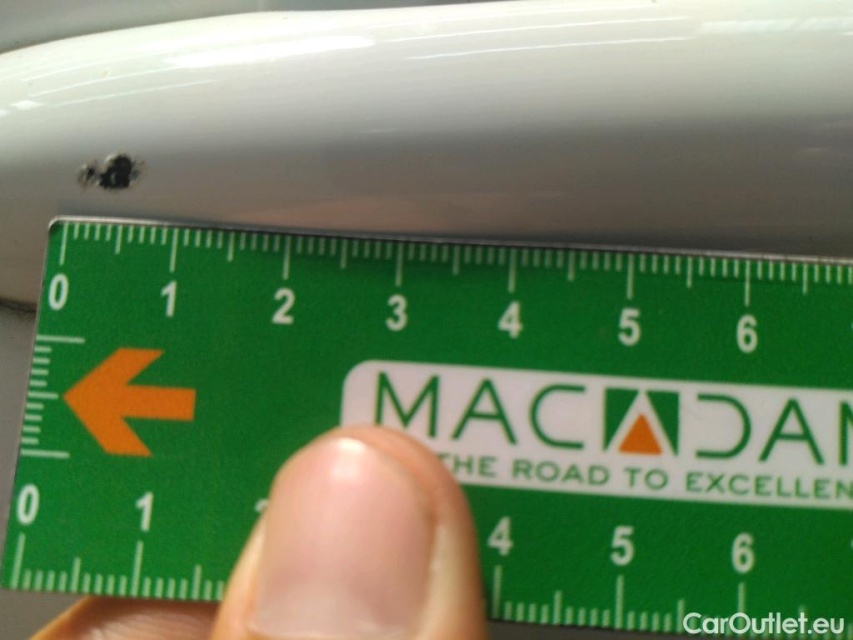 0 1 2 3 4 5 6
MACADAM
THE ROAD TO EXCELLEN
0 1 4 5 6
CarOutlet.eu